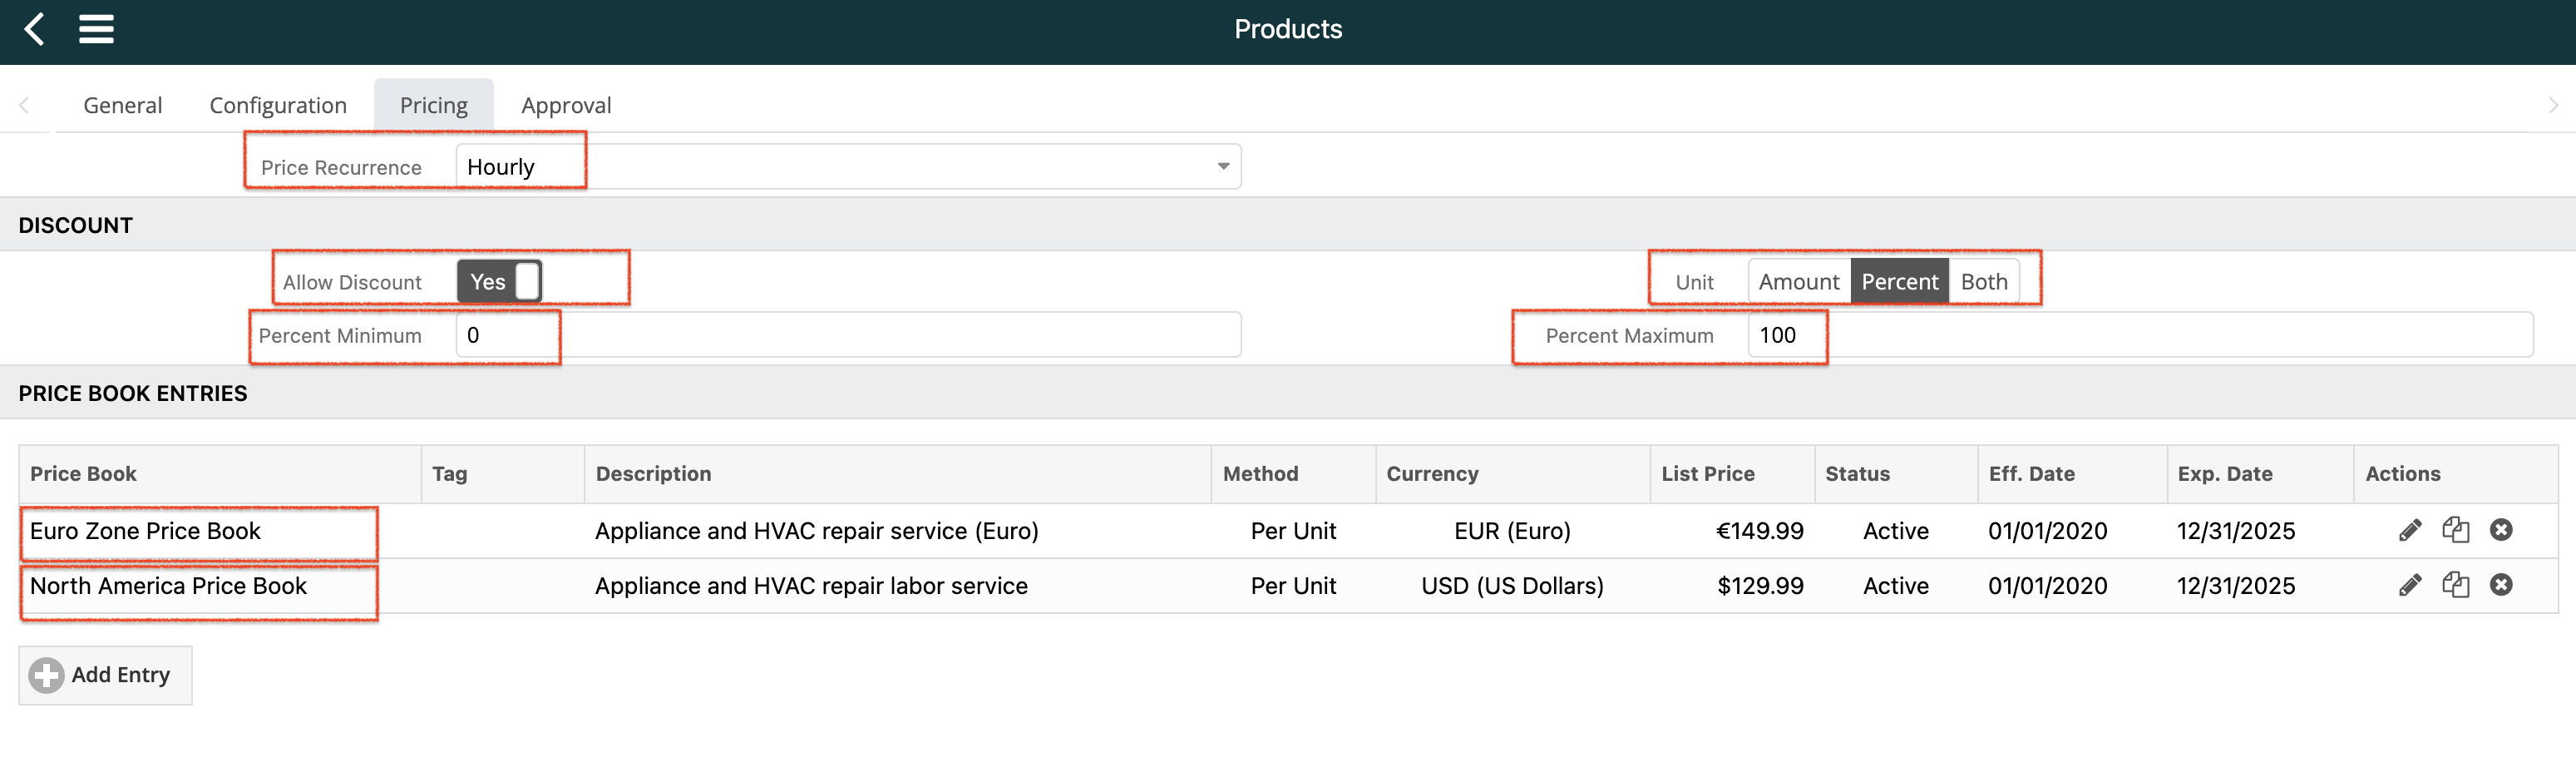 Products
General Configuration Pricing Approval
Price Recurrence Hourly
DISCOUNT
Allow Discount Yes Unit Amount Percent Both
Percent Minimum 0 Percent Maximum 100
PRICE BOOK ENTRIES
Price Book Tag Description Method Currency List Price Status Eff. Date Exp. Date Actions
Euro Zone Price Book Appliance and HVAC repair service (Euro) Per Unit EUR (Euro) €149.99 Active 01/01/2020 12/31/2025
North America Price Book Appliance and HVAC repair labor service Per Unit USD (US Dollars) $129.99 Active 01/01/2020 12/31/2025
Add Entry